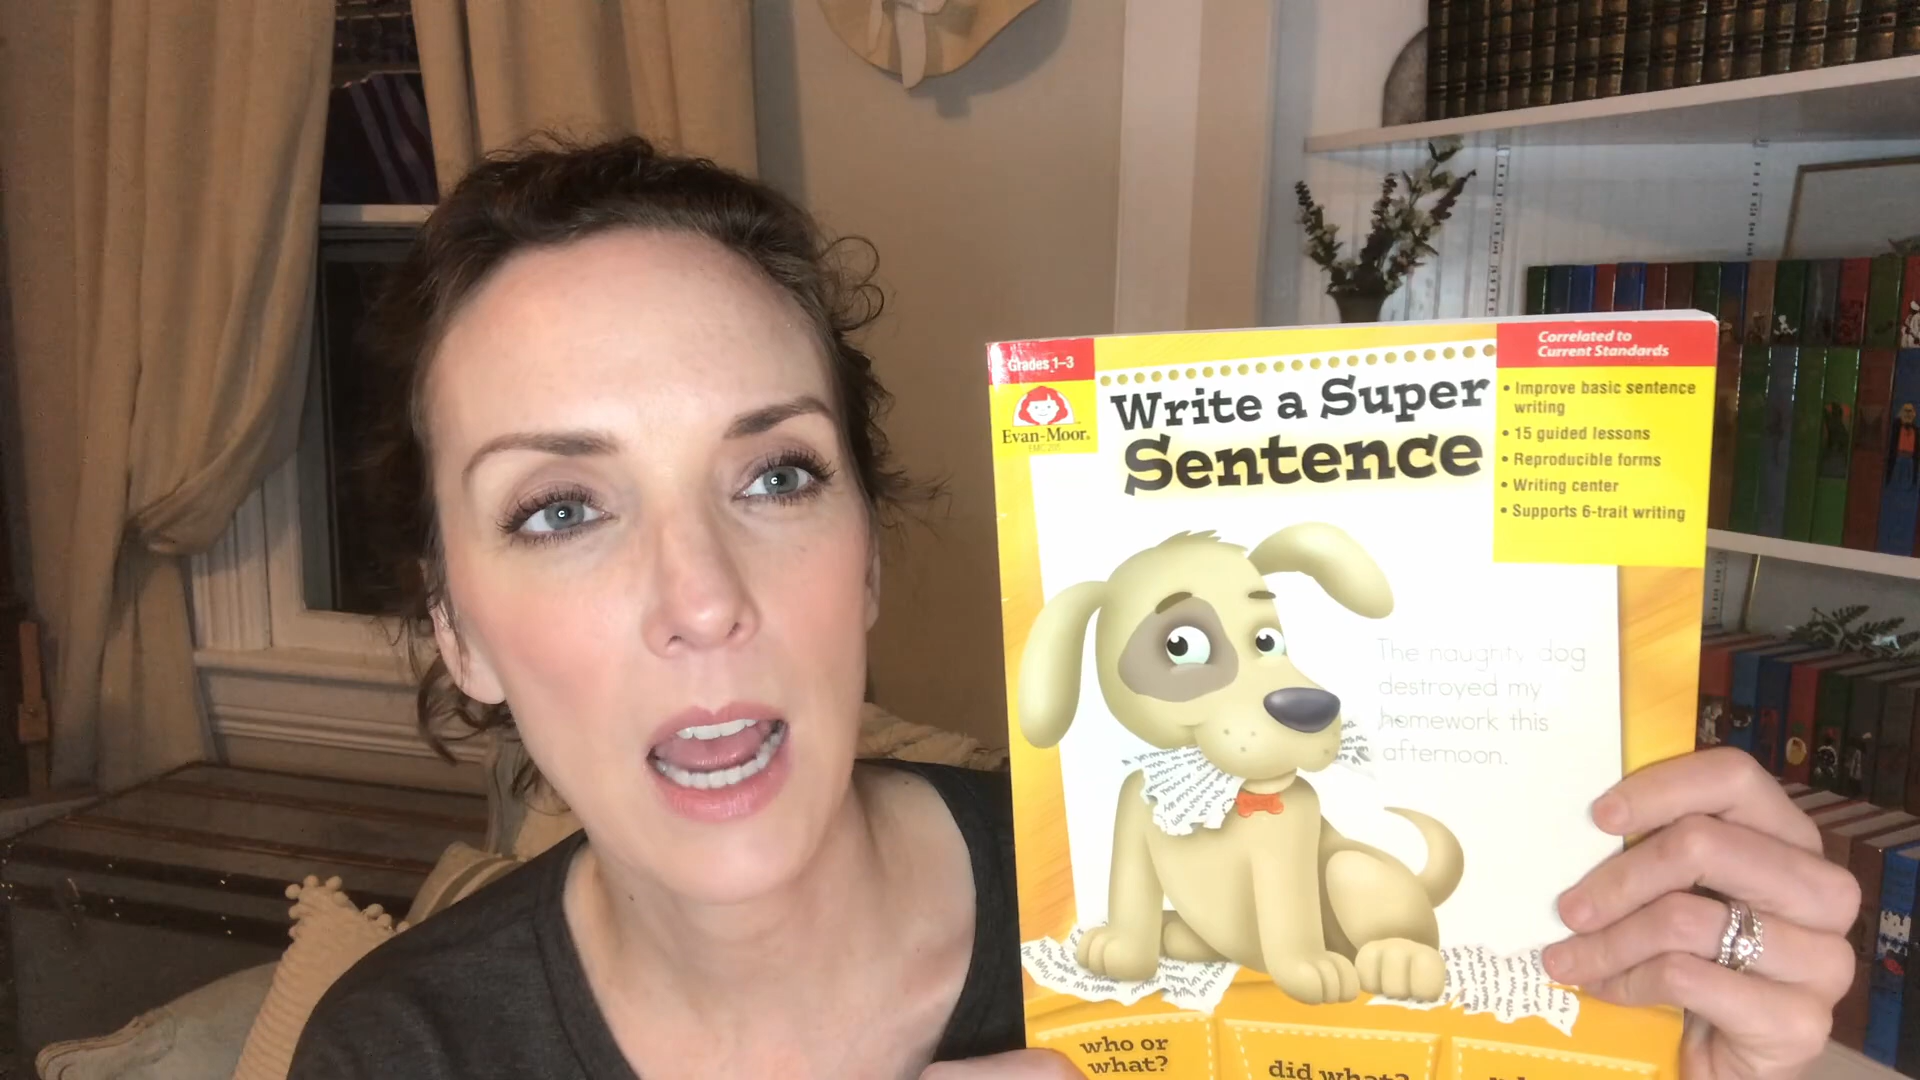 Grades 1–3
Evan-Moor®
Write a Super
Sentence
Correlated to
Current Standards
• Improve basic sentence
writing
• 15 guided lessons
• Reproducible forms
• Writing center
• Supports 6-trait writing
The naughty dog
destroyed my
homework this
afternoon.
who or
what?
did what?